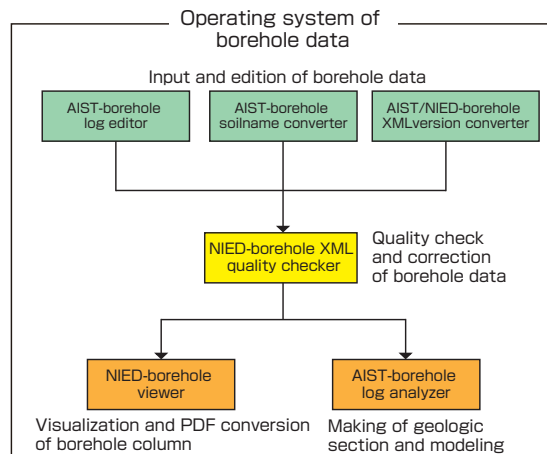 Operating system of
borehole data
Input and edition of borehole data
AIST-borehole
log editor
AIST-borehole
soilname converter
AIST/NIED-borehole
XMLversion converter
NIED-borehole XML
quality checker
Quality check
and correction
of borehole data
NIED-borehole
viewer
AIST-borehole
log analyzer
Visualization and PDF conversion
of borehole column
Making of geologic
section and modeling